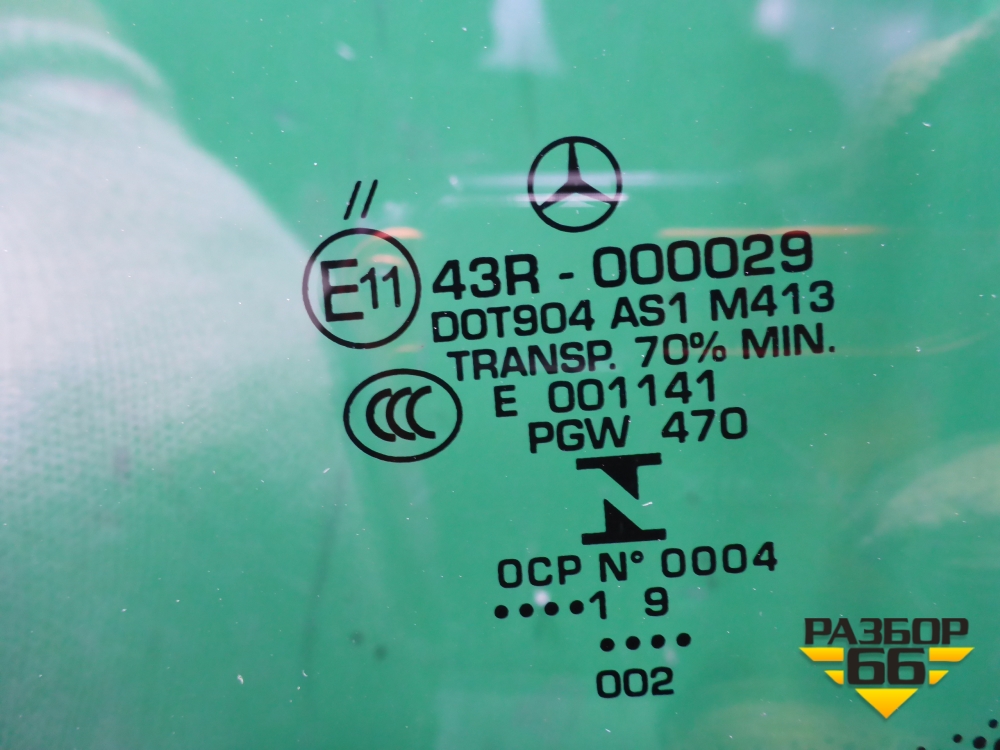 //
E11 43R - 000029
DOT904 AS1 M413
TRANSP. 70% MIN.
CCC E 001141
PGW 470
N
OCP N° 0004
••••1 9
••••
002
РАЗБОР
66